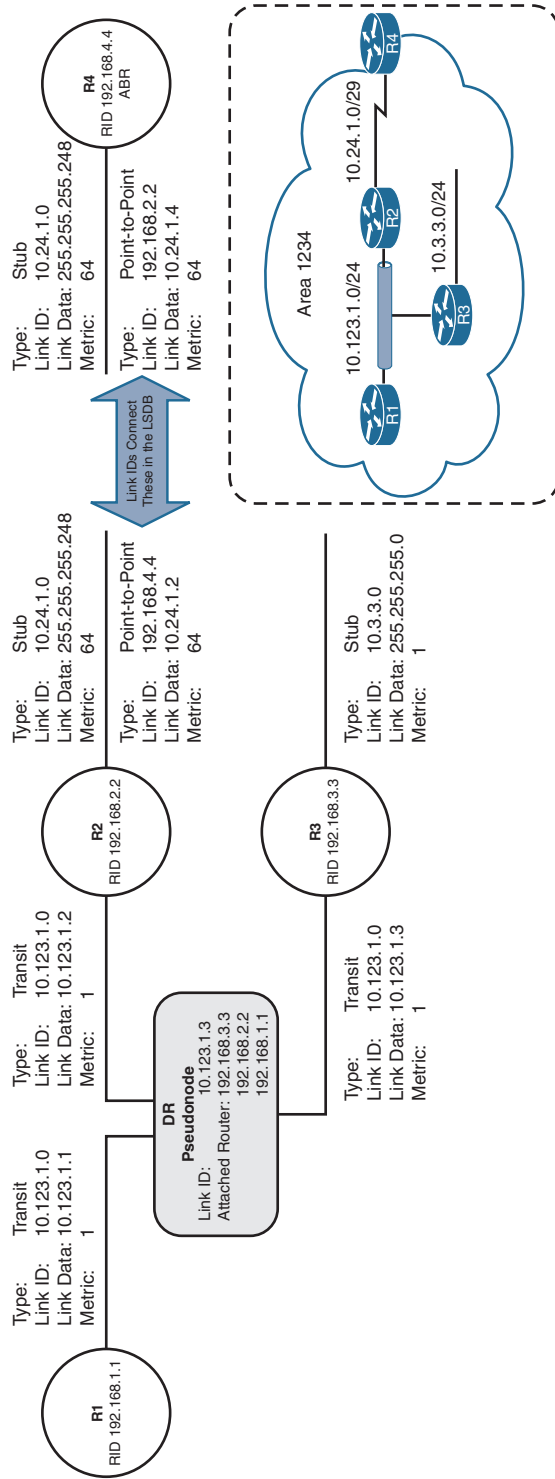 R1
RID 192.168.1.1
Type: Transit
Link ID: 10.123.1.0
Link Data: 10.123.1.1
Metric: 1
DR
Pseudonode
Link ID: 10.123.1.3
Attached Router: 192.168.3.3
192.168.2.2
192.168.1.1
Type: Transit
Link ID: 10.123.1.0
Link Data: 10.123.1.2
Metric: 1
R2
RID 192.168.2.2
Type: Stub
Link ID: 10.24.1.0
Link Data: 255.255.255.248
Metric: 64
Type: Point-to-Point
Link ID: 192.168.4.4
Link Data: 10.24.1.2
Metric: 64
Link IDs Connect
These in the LSDB
Type: Stub
Link ID: 10.24.1.0
Link Data: 255.255.255.248
Metric: 64
Type: Point-to-Point
Link ID: 192.168.2.2
Link Data: 10.24.1.4
Metric: 64
R4
RID 192.168.4.4
ABR
Type: Transit
Link ID: 10.123.1.0
Link Data: 10.123.1.3
Metric: 1
R3
RID 192.168.3.3
Type: Stub
Link ID: 10.3.3.0
Link Data: 255.255.255.0
Metric: 1
Area 1234
10.123.1.0/24
10.24.1.0/29
R1
R2
R4
R3
10.3.3.0/24